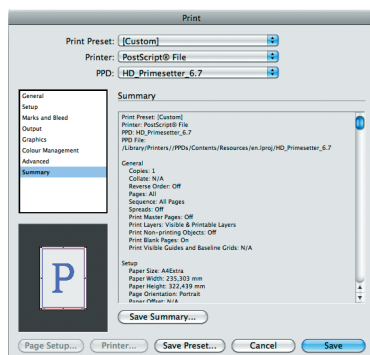 Print
Print Preset: [Custom]
Printer: PostScript® File
PPD: HD_Primesetter_6.7
General
Setup
Marks and Bleed
Output
Graphics
Colour Management
Advanced
Summary
Summary
Print Preset: [Custom]
Printer: PostScript® File
PPD: HD_Primesetter_6.7
PPD File:
/Library/Printers//PPDs/Contents/Resources/en.lproj/HD_Primesetter_6.7
General
Copies: 1
Collate: N/A
Reverse Order: Off
Pages: All
Sequence: All Pages
Spreads: Off
Print Master Pages: Off
Print Layers: Visible & Printable Layers
Print Non-printing Objects: Off
Print Blank Pages: On
Print Visible Guides and Baseline Grids: N/A
Setup
Paper Size: A4Extra
Paper Width: 235,303 mm
Paper Height: 322,439 mm
Page Orientation: Portrait
Paper Offset: N/A
P
Save Summary...
Page Setup... Printer... Save Preset... Cancel Save